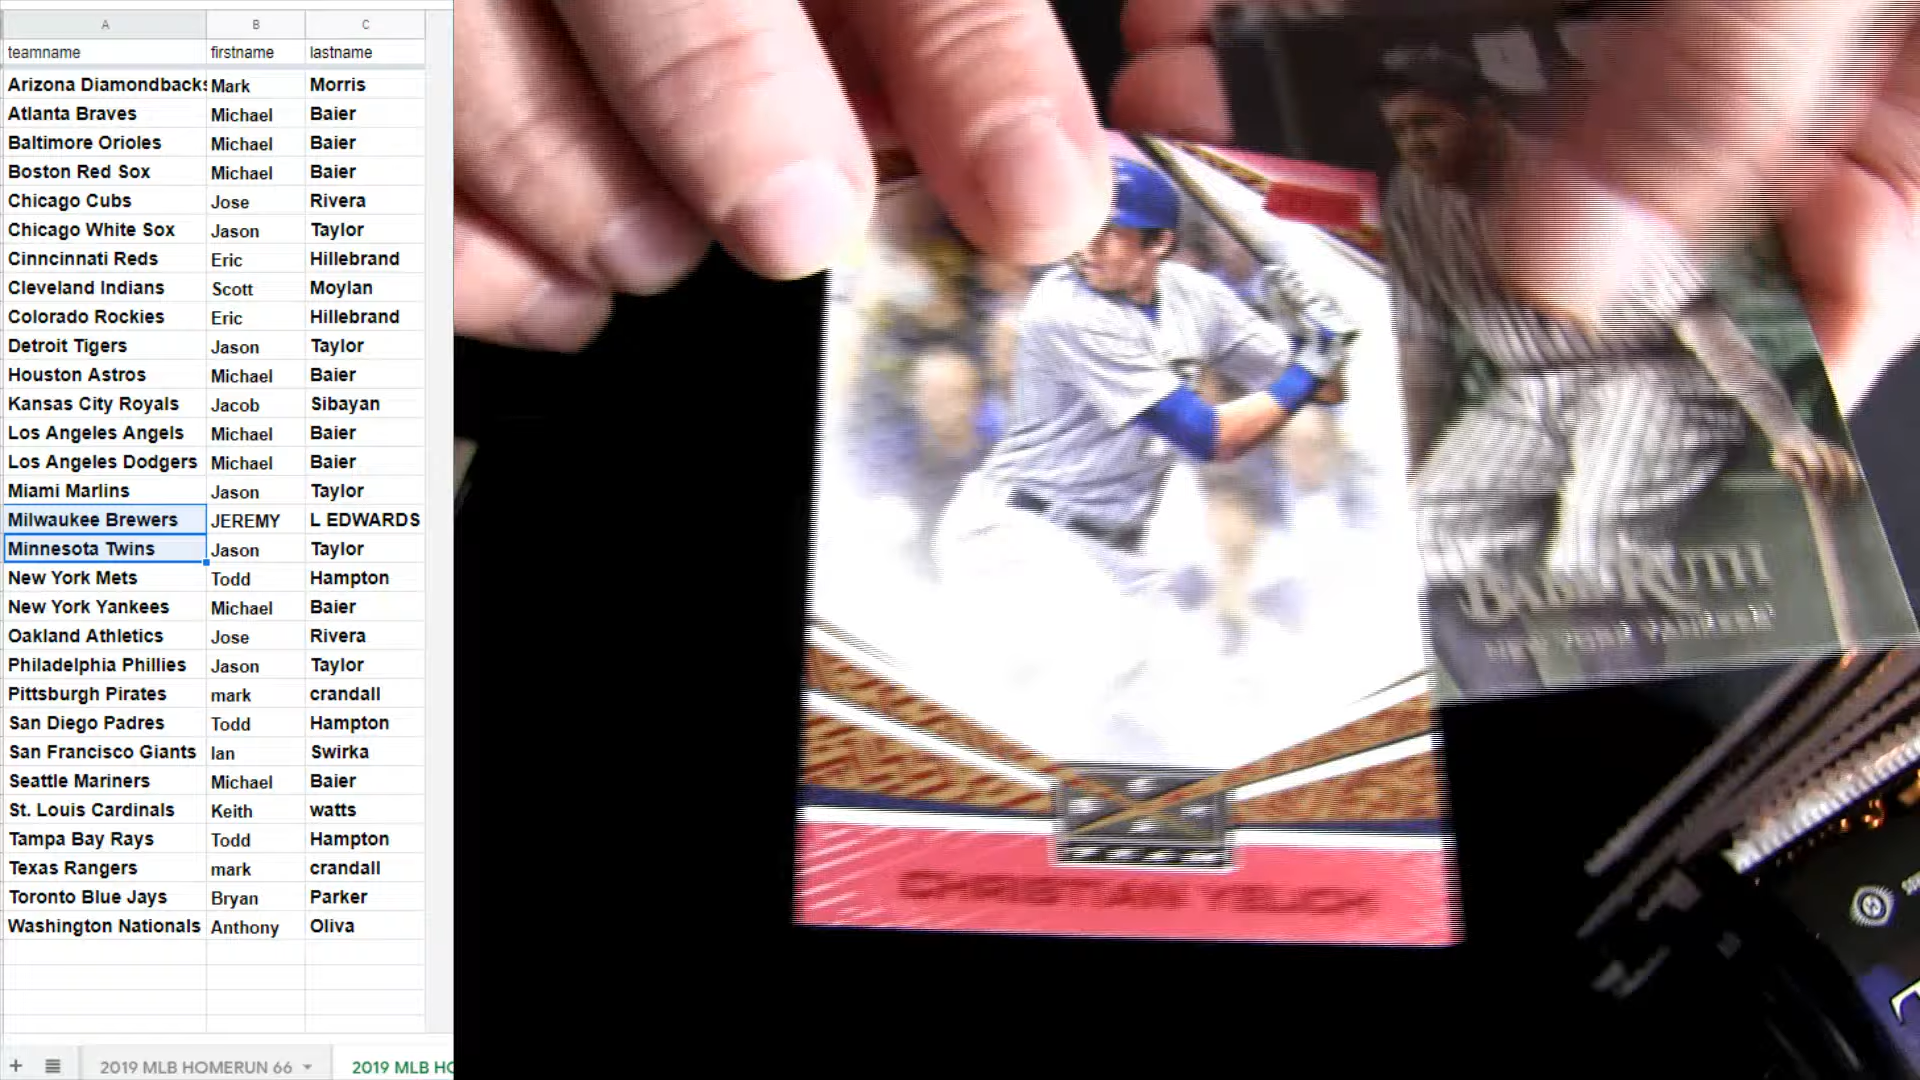 A B C
teamname firstname lastname
Arizona Diamondbacks Mark Morris
Atlanta Braves Michael Baier
Baltimore Orioles Michael Baier
Boston Red Sox Michael Baier
Chicago Cubs Jose Rivera
Chicago White Sox Jason Taylor
Cinncinnati Reds Eric Hillebrand
Cleveland Indians Scott Moylan
Colorado Rockies Eric Hillebrand
Detroit Tigers Jason Taylor
Houston Astros Michael Baier
Kansas City Royals Jacob Sibayan
Los Angeles Angels Michael Baier
Los Angeles Dodgers Michael Baier
Miami Marlins Jason Taylor
Milwaukee Brewers JEREMY L EDWARDS
Minnesota Twins Jason Taylor
New York Mets Todd Hampton
New York Yankees Michael Baier
Oakland Athletics Jose Rivera
Philadelphia Phillies Jason Taylor
Pittsburgh Pirates mark crandall
San Diego Padres Todd Hampton
San Francisco Giants Ian Swirka
Seattle Mariners Michael Baier
St. Louis Cardinals Keith watts
Tampa Bay Rays Todd Hampton
Texas Rangers mark crandall
Toronto Blue Jays Bryan Parker
Washington Nationals Anthony Oliva
2019 MLB HOMERUN 66 2019 MLB HO
BABE RUTH
NEW YORK YANKEES
CHRISTIAN YELICH